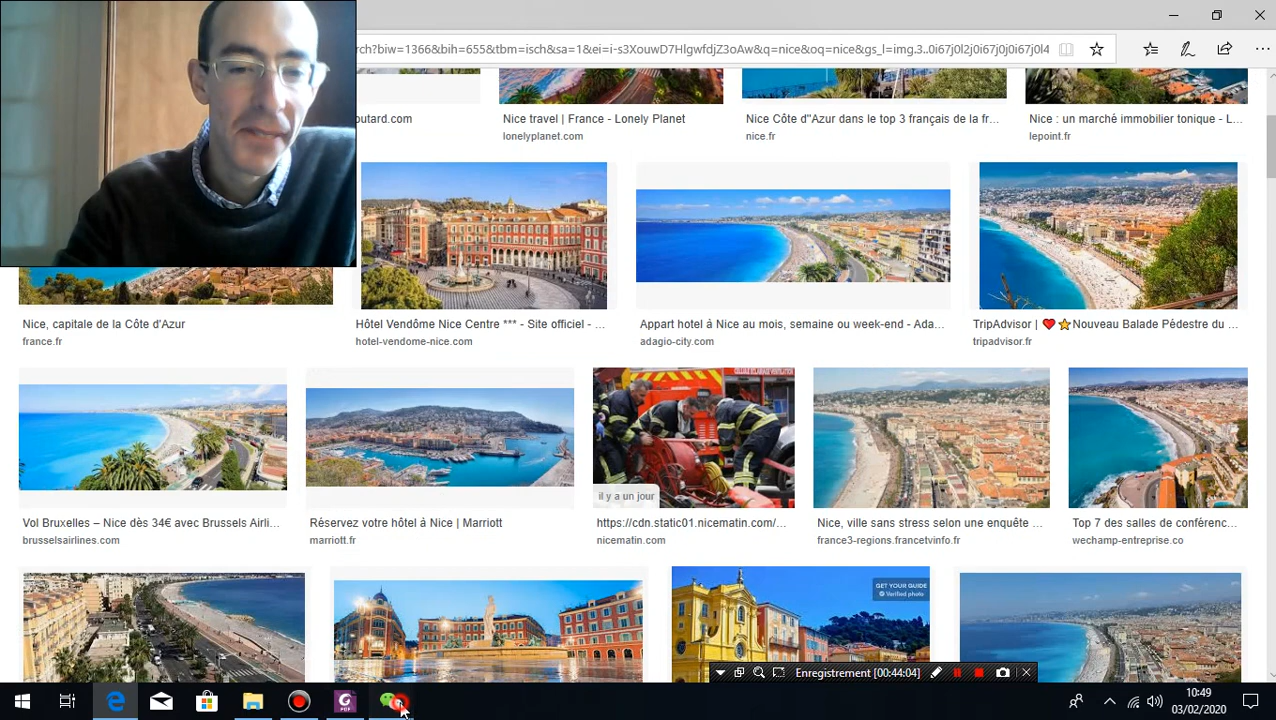 rch?biw=1366&bih=655&tbm=isch&sa=1&ei=i-s3XouwD7HlgwfdjZ3oAw&q=nice&oq=nice&gs_l=img.3..0i67j0l2j0i67j0j0i67j0l4
outard.com
Nice travel | France - Lonely Planet
lonelyplanet.com
Nice Côte d"Azur dans le top 3 français de la fr...
nice.fr
Nice : un marché immobilier tonique - L...
lepoint.fr
Nice, capitale de la Côte d'Azur
france.fr
Hôtel Vendôme Nice Centre *** - Site officiel - ...
hotel-vendome-nice.com
Appart hotel à Nice au mois, semaine ou week-end - Ada...
adagio-city.com
TripAdvisor | ❤️⭐Nouveau Balade Pédestre du ...
tripadvisor.fr
CELLULE ECLAIRAGE VENTILATION
il y a un jour
Vol Bruxelles – Nice dès 34€ avec Brussels Airli...
brusselsairlines.com
Réservez votre hôtel à Nice | Marriott
marriott.fr
https://cdn.static01.nicematin.com/...
nicematin.com
Nice, ville sans stress selon une enquête ...
france3-regions.francetvinfo.fr
Top 7 des salles de conférenc...
wechamp-entreprise.co
GET YOUR GUIDE
Verified photo
Enregistrement [00:44:04]
PDF
10:49
03/02/2020